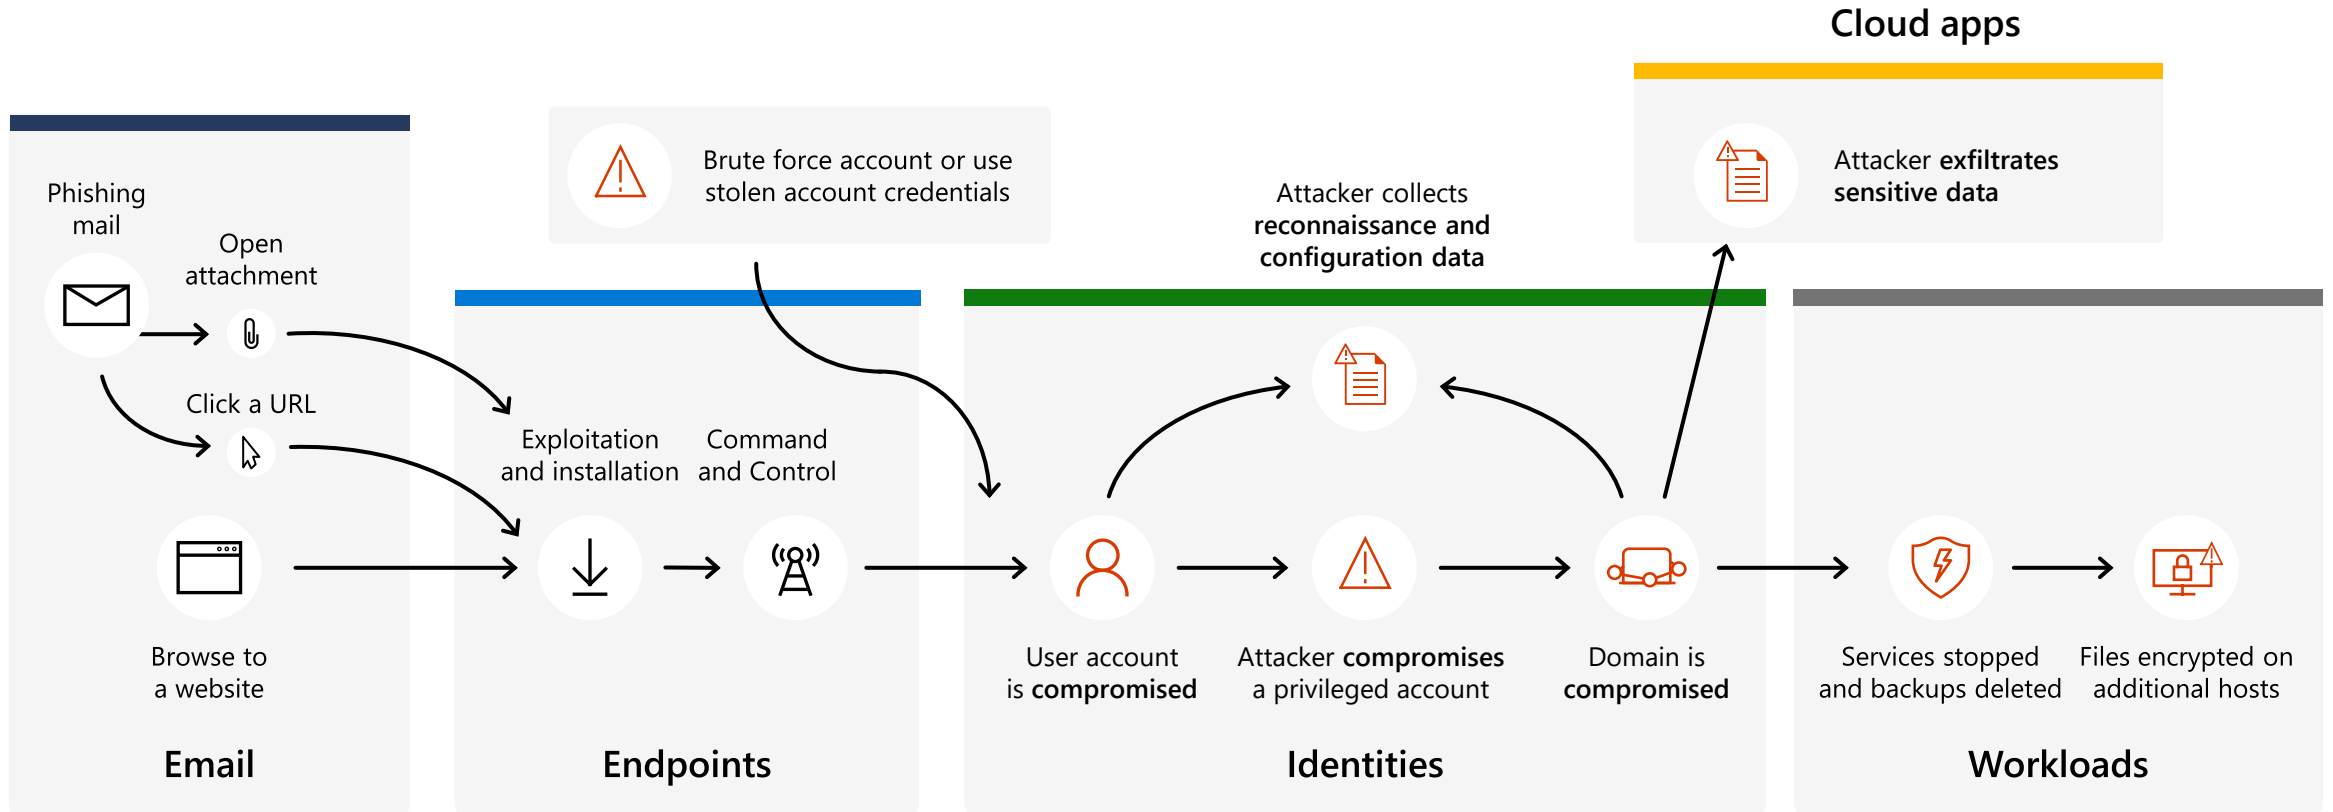 Cloud apps
Phishing
mail
Open
attachment
Click a URL
Browse to
a website
Email
Brute force account or use
stolen account credentials
Exploitation
and installation
Command
and Control
Endpoints
Attacker collects
reconnaissance and
configuration data
User account
is compromised
Attacker compromises
a privileged account
Domain is
compromised
Identities
Attacker exfiltrates
sensitive data
Services stopped
and backups deleted
Files encrypted on
additional hosts
Workloads